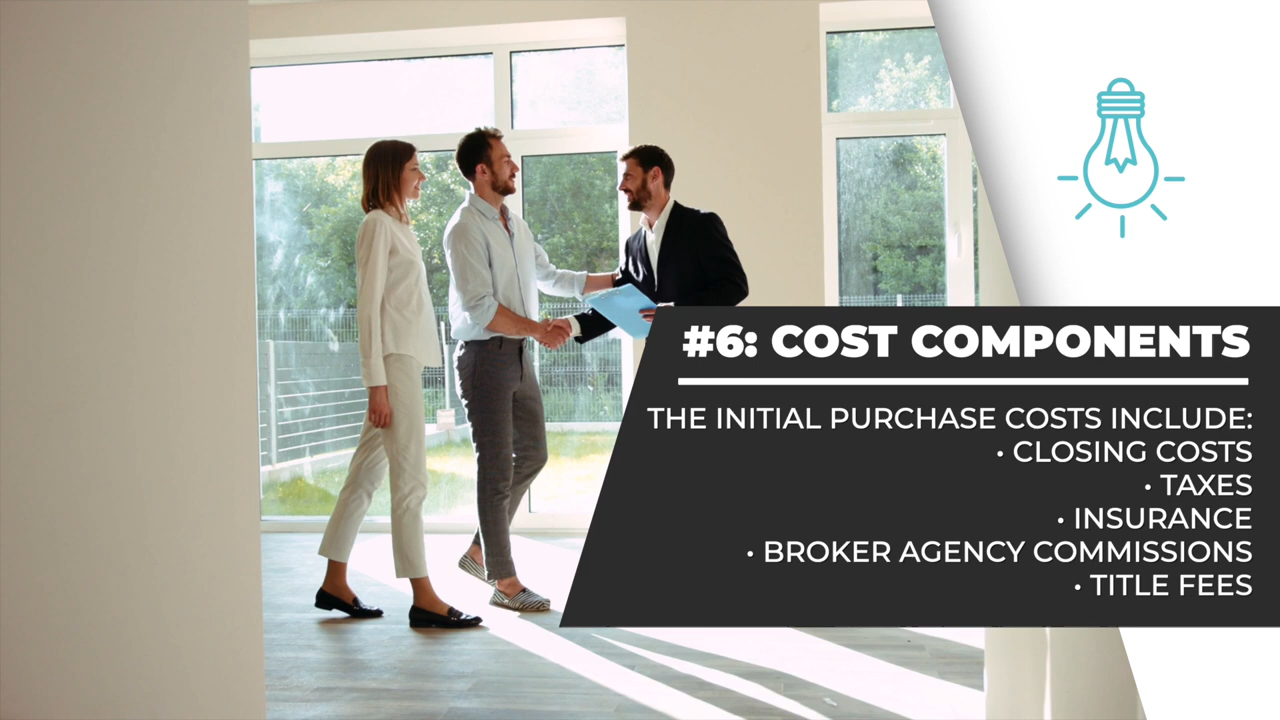 #6: COST COMPONENTS
THE INITIAL PURCHASE COSTS INCLUDE:
• CLOSING COSTS
• TAXES
• INSURANCE
• BROKER AGENCY COMMISSIONS
• TITLE FEES